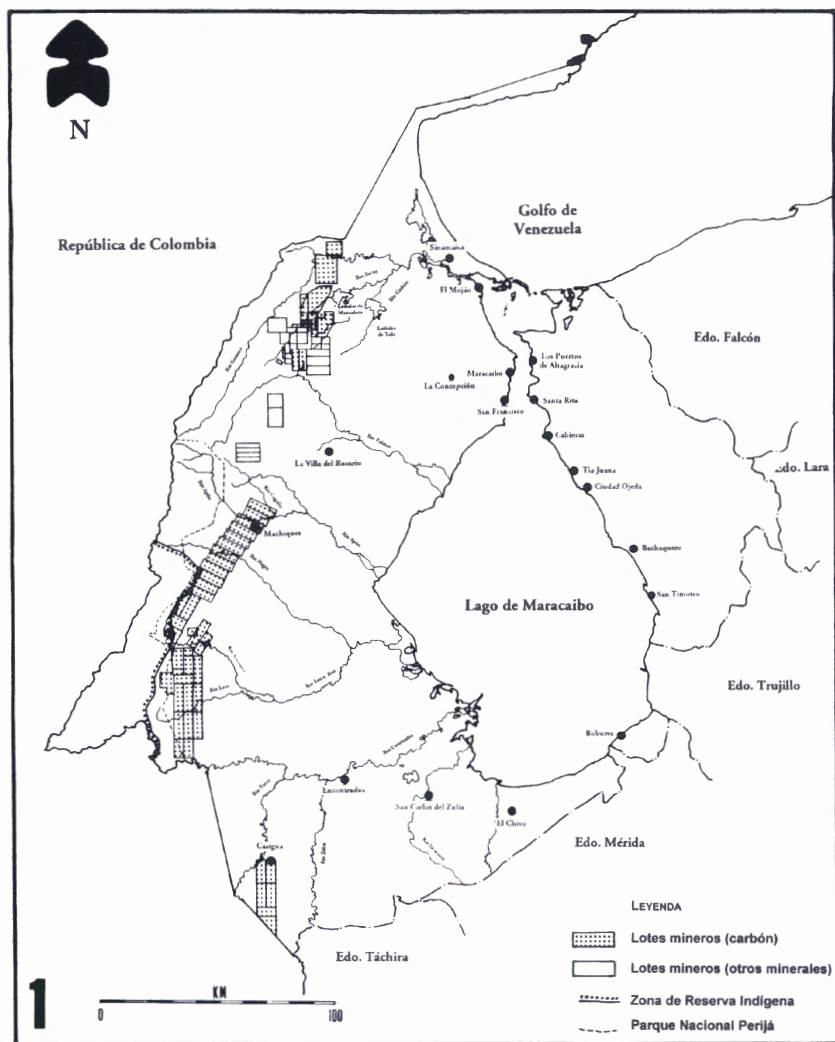 N
República de Colombia
Golfo de
Venezuela
Sinamaica
El Moján
Edo. Falcón
Los Puertos
de Altagracia
Maracaibo
La Concepción
San Francisco
Santa Rita
Cabimas
La Villa del Rosario
Tía Juana
Ciudad Ojeda
Edo. Lara
Machiques
Bachaquero
San Timoteo
Lago de Maracaibo
Edo. Trujillo
Bobures
Encontrados
San Carlos del Zulia
El Chivo
Casigua
Edo. Mérida
Edo. Táchira
LEYENDA
Lotes mineros (carbón)
Lotes mineros (otros minerales)
Zona de Reserva Indígena
Parque Nacional Perijá
1
KM
0 100